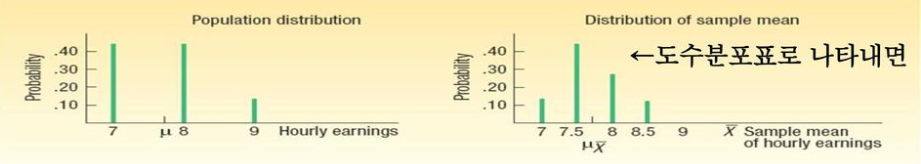 Population distribution
Probability
.40
.30
.20
.10
7 μ 8 9 Hourly earnings
Distribution of sample mean
Probability
.40
.30
.20
.10
←도수분포표로 나타내면
7 7.5 8 8.5 9 X̅ Sample mean
μX̅ of hourly earnings